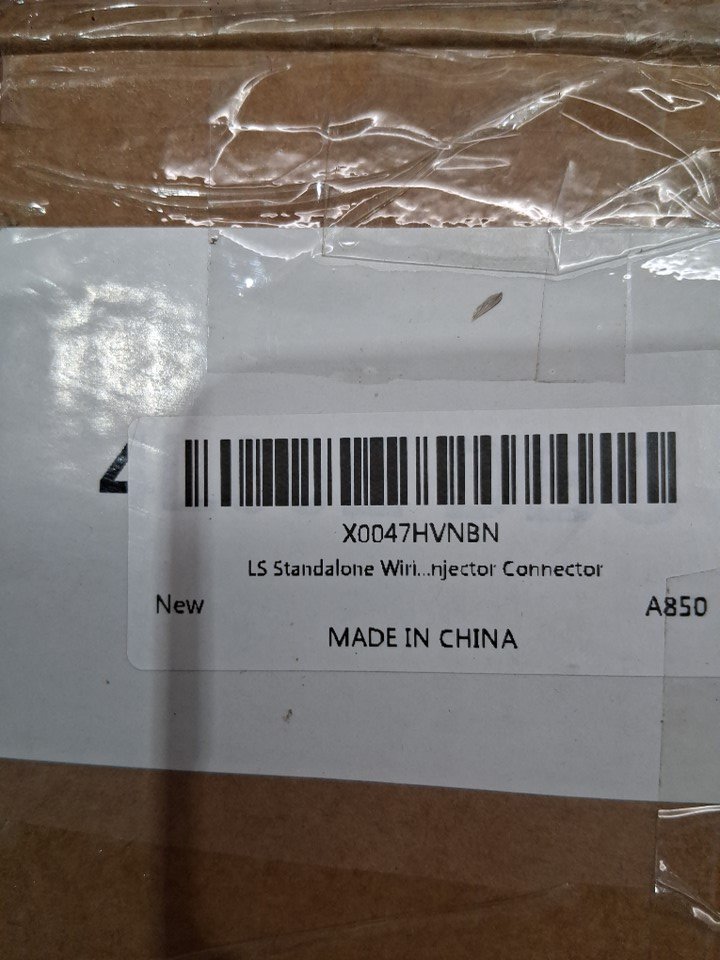 X0047HVNBN
LS Standalone Wiri...njector Connector
New
A850
MADE IN CHINA